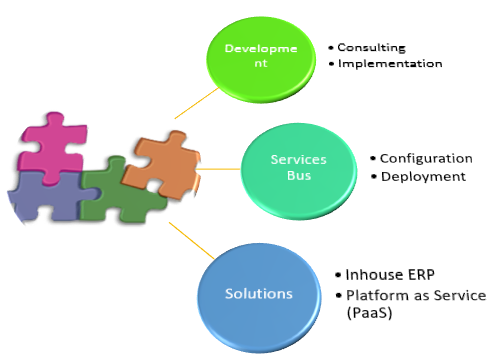 Developme
nt
• Consulting
• Implementation
Services
Bus
• Configuration
• Deployment
Solutions
• Inhouse ERP
• Platform as Service
(PaaS)